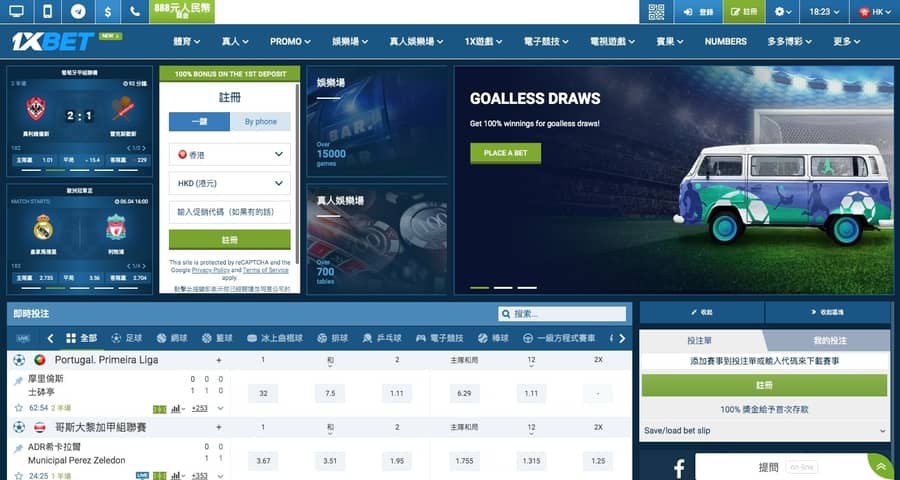 $
888元人民幣
獎金
登錄
註冊
18:23
HK
1XBET
NEW
體育
真人
PROMO
娛樂場
真人娛樂場
1X遊戲
電子競技
電視遊戲
賓果
NUMBERS
多多博彩
更多
葡萄牙甲組聯賽
2 半場
92 分鐘
2 : 1
奧利維倫斯
雷克斯歐斯
1X2
1/2
主隊贏 1.01
平局 15.4
客隊贏 229
歐洲冠軍盃
MATCH STARTS:
06.04 16:00
皇家馬德里
利物浦
1X2
1/2
主隊贏 2.735
平局 3.56
客隊贏 2.704
100% BONUS ON THE 1ST DEPOSIT
註冊
一鍵
By phone
香港
HKD (港元)
輸入促銷代碼（如果有的話）
註冊
This site is protected by reCAPTCHA and the
Google Privacy Policy and Terms of Service
apply.
娛樂場
BAR
Over
15000
games
真人娛樂場
Over
700
tables
GOALLESS DRAWS
Get 100% winnings for goalless draws!
PLACE A BET
即時投注
搜索...
LIVE
全部
足球
網球
籃球
冰上曲棍球
排球
乒乓球
電子競技
棒球
一級方程式賽車
Portugal. Primeira Liga
+
1
和
2
主隊和局
12
2X
摩里倫斯
0 0 0
士砵亭
1 1 0
62:54 2 半場
+253
32
7.5
1.11
6.29
1.11
-
哥斯大黎加甲組聯賽
+
1
和
2
主隊和局
12
2X
ADR希卡拉爾
0 0
Municipal Perez Zeledon
1 1
24:25 1 半場
LIVE
+353
3.67
3.51
1.95
1.755
1.315
1.25
收起
收起區塊
投注單
我的投注
添加賽事到投注單或輸入代碼來下載賽事
註冊
100% 獎金給予首次存款
Save/load bet slip
提問
on-line